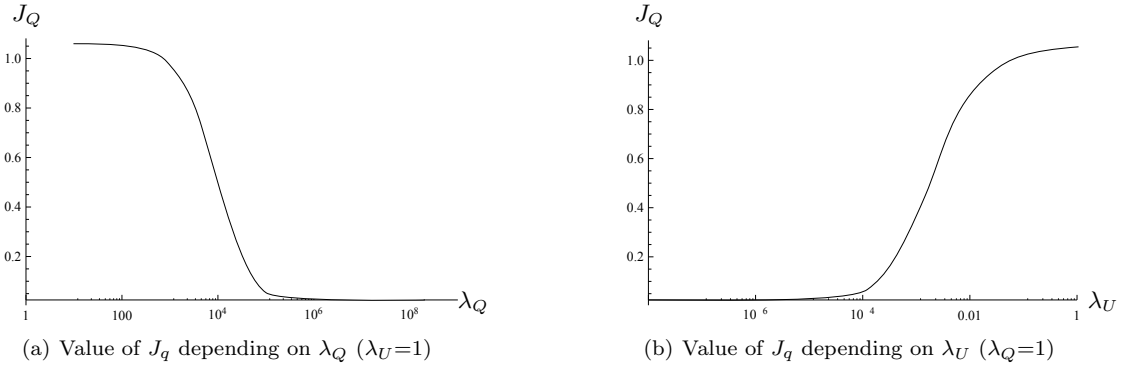 J_Q J_Q
1.0 1.0
0.8 0.8
0.6 0.6
0.4 0.4
0.2 0.2
λ_Q λ_U
1 100 10^4 10^6 10^8 10^6 10^4 0.01 1
(a) Value of J_q depending on λ_Q (λ_U=1) (b) Value of J_q depending on λ_U (λ_Q=1)